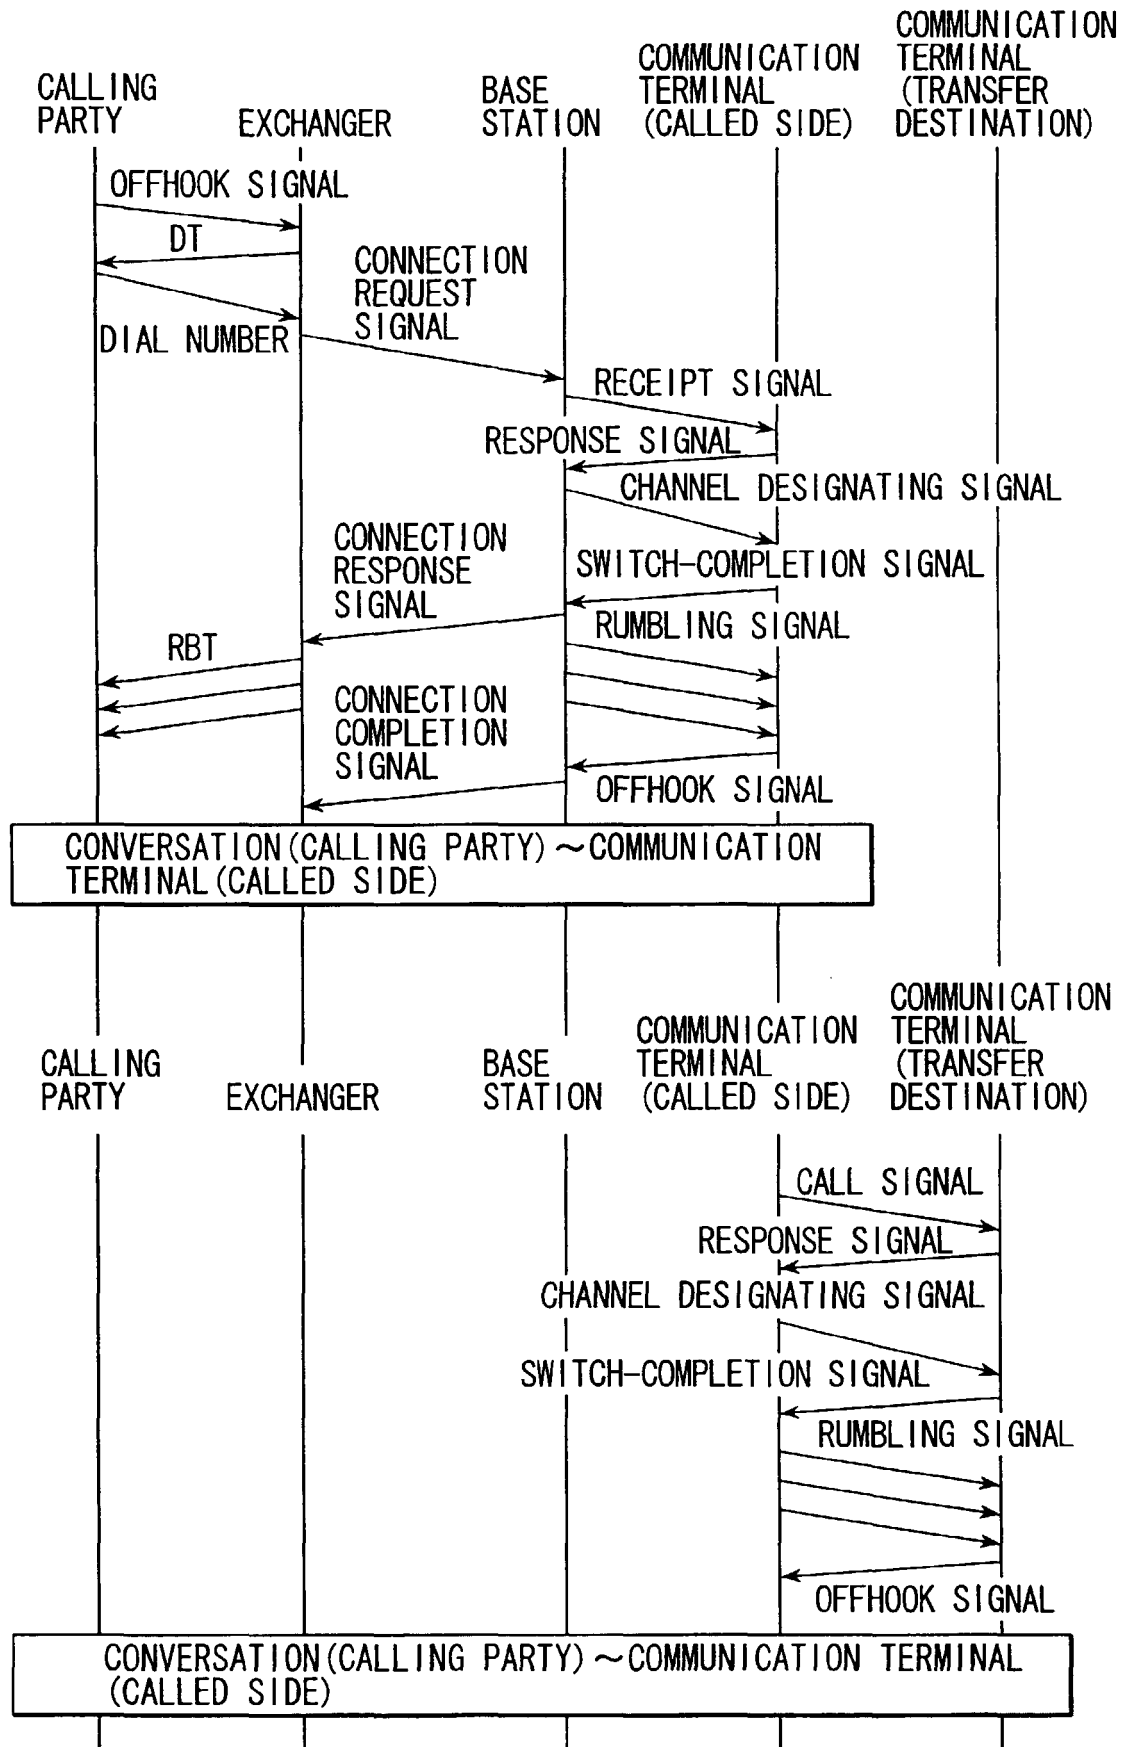 CALLING
PARTY
EXCHANGER
BASE
STATION
COMMUNICATION
TERMINAL
(CALLED SIDE)
COMMUNICATION
TERMINAL
(TRANSFER
DESTINATION)
OFFHOOK SIGNAL
DT
DIAL NUMBER
CONNECTION
REQUEST
SIGNAL
RECEIPT SIGNAL
RESPONSE SIGNAL
CHANNEL DESIGNATING SIGNAL
SWITCH-COMPLETION SIGNAL
CONNECTION
RESPONSE
SIGNAL
RUMBLING SIGNAL
RBT
CONNECTION
COMPLETION
SIGNAL
OFFHOOK SIGNAL
CONVERSATION(CALLING PARTY)~COMMUNICATION
TERMINAL(CALLED SIDE)
CALLING
PARTY
EXCHANGER
BASE
STATION
COMMUNICATION
TERMINAL
(CALLED SIDE)
COMMUNICATION
TERMINAL
(TRANSFER
DESTINATION)
CALL SIGNAL
RESPONSE SIGNAL
CHANNEL DESIGNATING SIGNAL
SWITCH-COMPLETION SIGNAL
RUMBLING SIGNAL
OFFHOOK SIGNAL
CONVERSATION(CALLING PARTY)~COMMUNICATION TERMINAL
(CALLED SIDE)